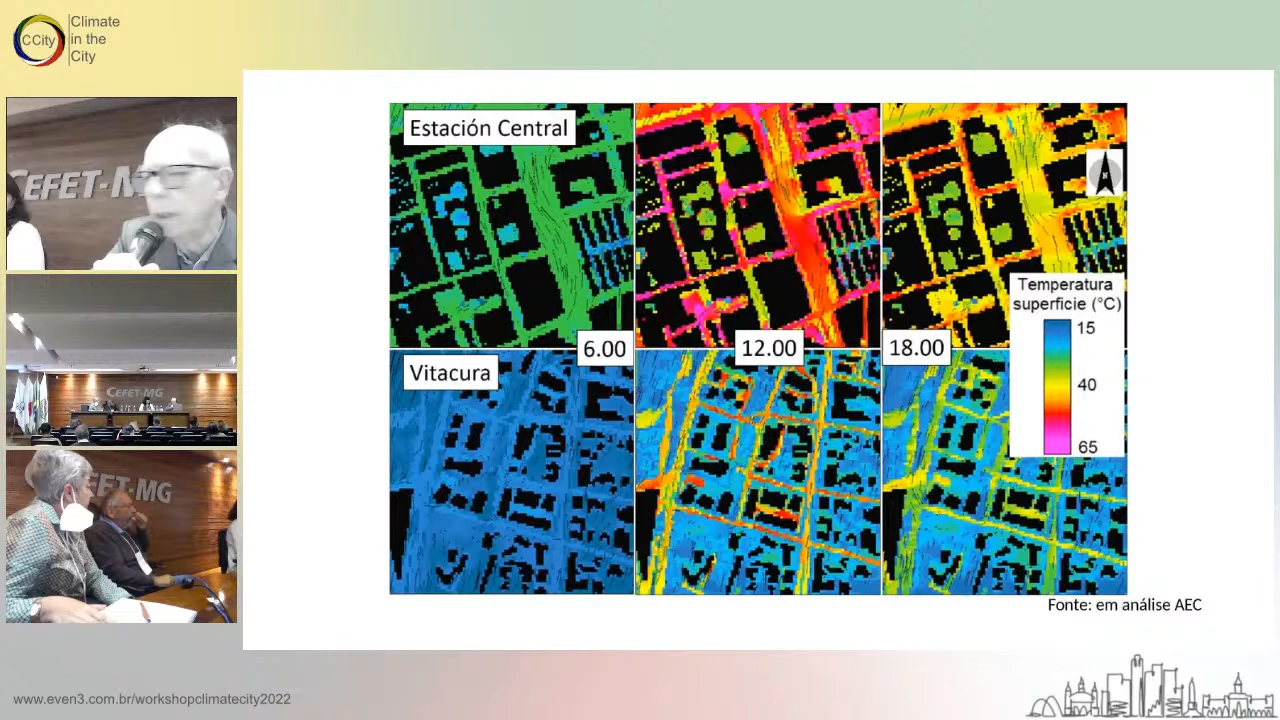 CCity
Climate
in the
City
CEFET-M
CEFET-MG
EFET-MG
Estación Central
6.00
12.00
18.00
Vitacura
Temperatura
superficie (°C)
15
40
65
N
Fonte: em análise AEC
www.even3.com.br/workshopclimatecity2022